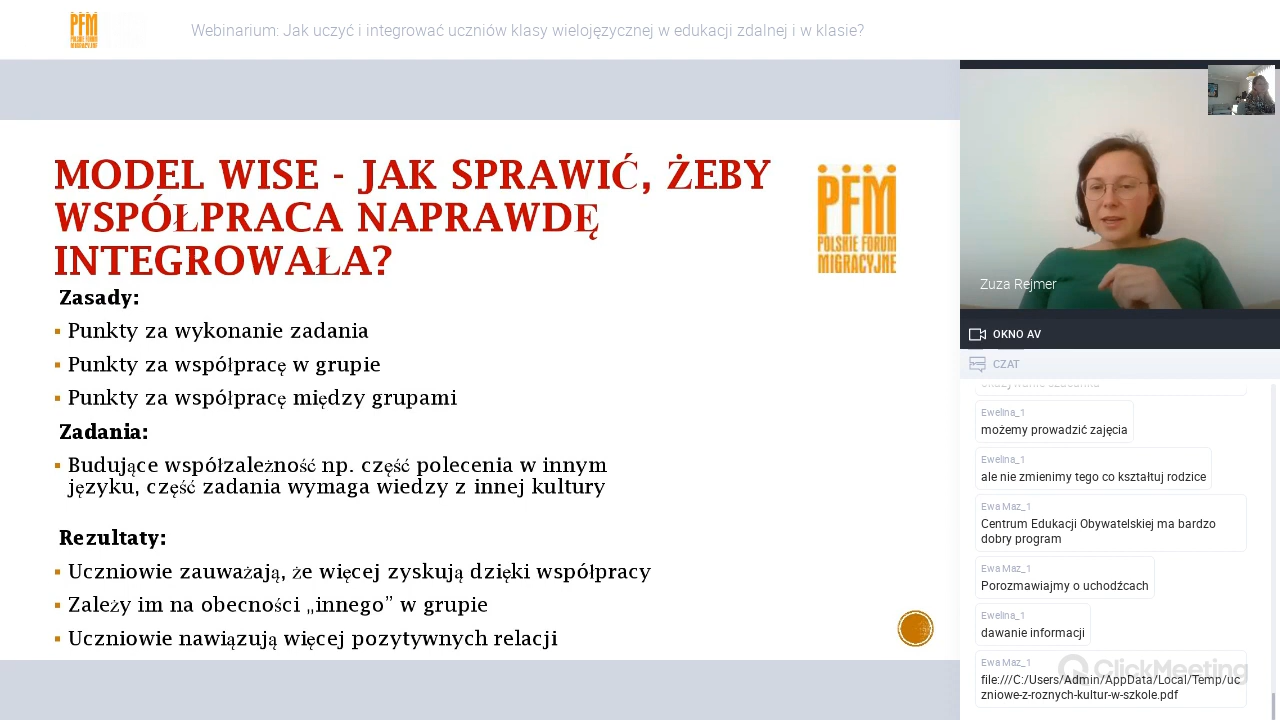 PFM
POLSKIE FORUM
MIGRACYJNE
Webinarium: Jak uczyć i integrować uczniów klasy wielojęzycznej w edukacji zdalnej i w klasie?
MODEL WISE - JAK SPRAWIĆ, ŻEBY
WSPÓŁPRACA NAPRAWDĘ
INTEGROWAŁA?
PFM
POLSKIE FORUM
MIGRACYJNE
Zasady:
Punkty za wykonanie zadania
Punkty za współpracę w grupie
Punkty za współpracę między grupami
Zadania:
Budujące współzależność np. część polecenia w innym
języku, część zadania wymaga wiedzy z innej kultury
Rezultaty:
Uczniowie zauważają, że więcej zyskują dzięki współpracy
Zależy im na obecności „innego” w grupie
Uczniowie nawiązują więcej pozytywnych relacji
Zuza Rejmer
OKNO AV
CZAT
Ewelina_1
możemy prowadzić zajęcia
Ewelina_1
ale nie zmienimy tego co kształtuj rodzice
Ewa Maz_1
Centrum Edukacji Obywatelskiej ma bardzo
dobry program
Ewa Maz_1
Porozmawiajmy o uchodźcach
Ewelina_1
dawanie informacji
Ewa Maz_1
file:///C:/Users/Admin/AppData/Local/Temp/uc
zniowe-z-roznych-kultur-w-szkole.pdf
ClickMeeting